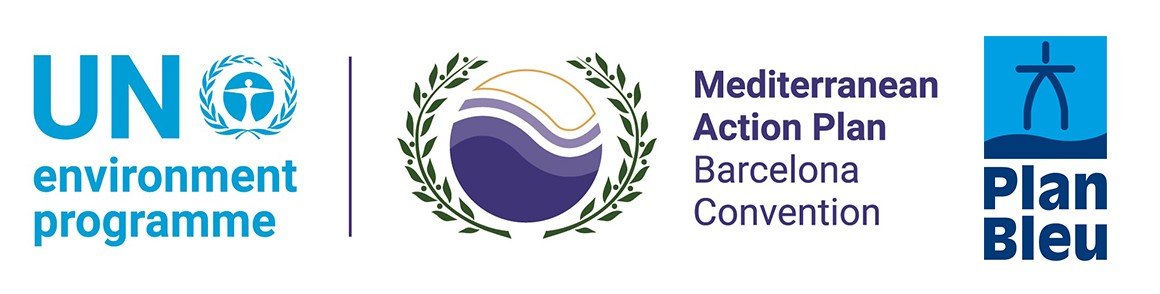 UN
environment
programme
Mediterranean
Action Plan
Barcelona
Convention
Plan
Bleu